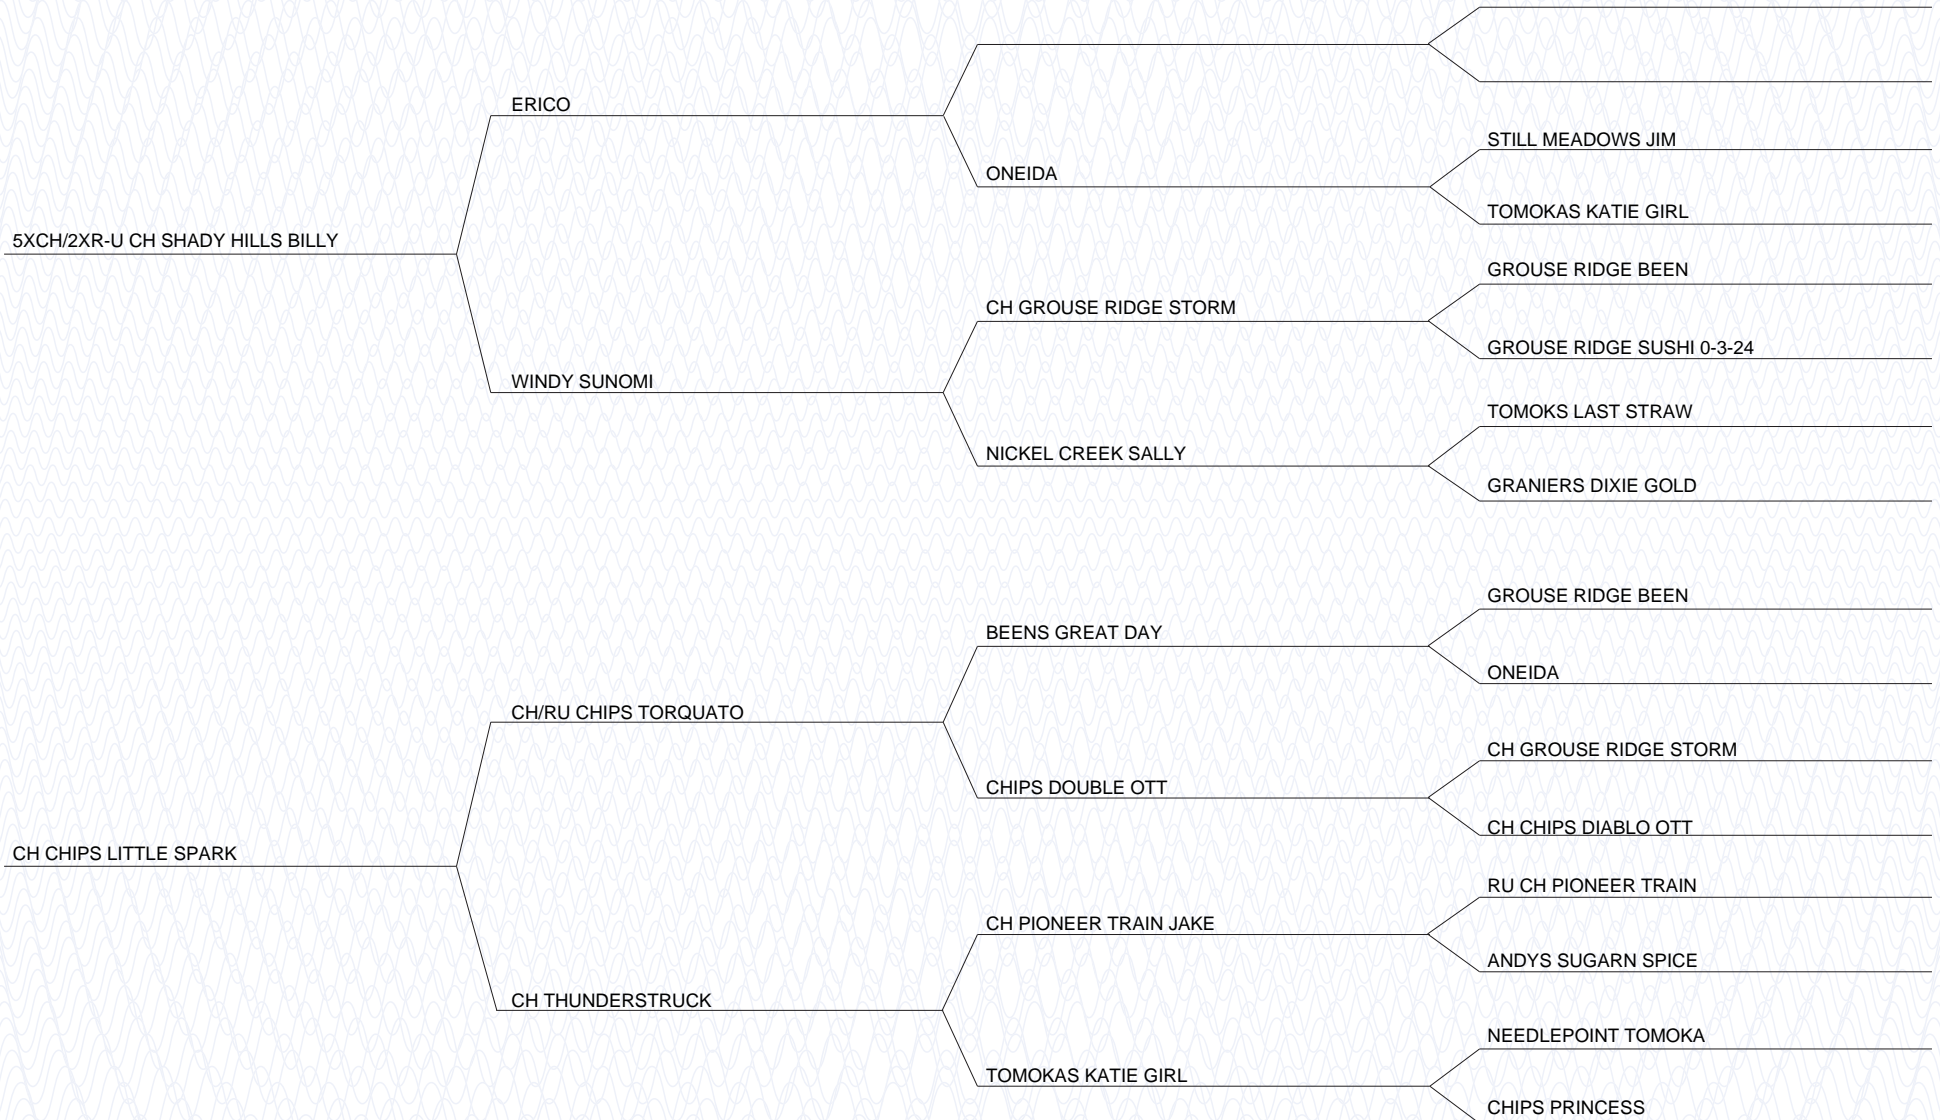 ERICO
STILL MEADOWS JIM
ONEIDA
TOMOKAS KATIE GIRL
5XCH/2XR-U CH SHADY HILLS BILLY
GROUSE RIDGE BEEN
CH GROUSE RIDGE STORM
GROUSE RIDGE SUSHI 0-3-24
WINDY SUNOMI
TOMOKS LAST STRAW
NICKEL CREEK SALLY
GRANIERS DIXIE GOLD
GROUSE RIDGE BEEN
BEENS GREAT DAY
ONEIDA
CH/RU CHIPS TORQUATO
CH GROUSE RIDGE STORM
CHIPS DOUBLE OTT
CH CHIPS DIABLO OTT
CH CHIPS LITTLE SPARK
RU CH PIONEER TRAIN
CH PIONEER TRAIN JAKE
ANDYS SUGARN SPICE
CH THUNDERSTRUCK
NEEDLEPOINT TOMOKA
TOMOKAS KATIE GIRL
CHIPS PRINCESS